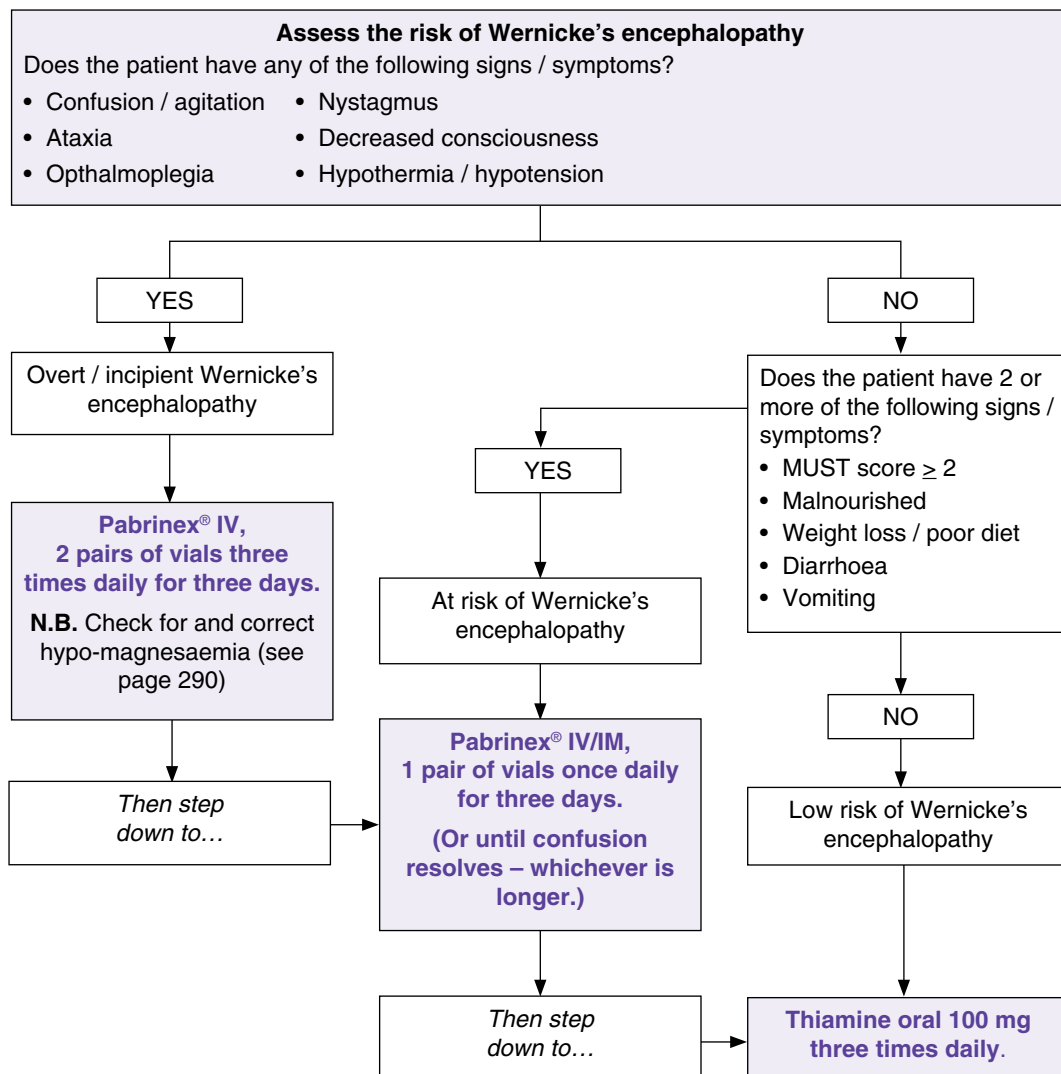 Assess the risk of Wernicke's encephalopathy
Does the patient have any of the following signs / symptoms?
• Confusion / agitation
• Ataxia
• Opthalmoplegia
• Nystagmus
• Decreased consciousness
• Hypothermia / hypotension
YES
Overt / incipient Wernicke's
encephalopathy
Pabrinex® IV,
2 pairs of vials three
times daily for three days.
N.B. Check for and correct
hypo-magnesaemia (see
page 290)
Then step
down to…
NO
Does the patient have 2 or
more of the following signs /
symptoms?
• MUST score ≥ 2
• Malnourished
• Weight loss / poor diet
• Diarrhoea
• Vomiting
YES
At risk of Wernicke's
encephalopathy
Pabrinex® IV/IM,
1 pair of vials once daily
for three days.
(Or until confusion
resolves – whichever is
longer.)
Then step
down to…
NO
Low risk of Wernicke's
encephalopathy
Thiamine oral 100 mg
three times daily.